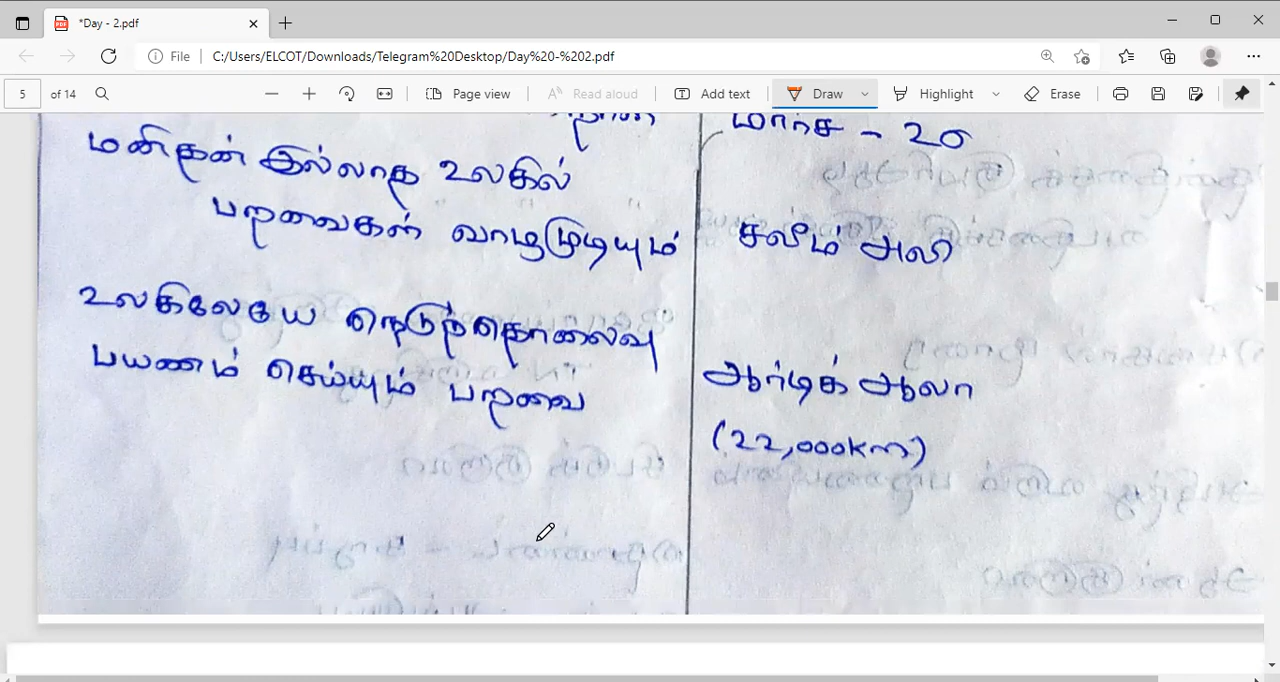 *Day - 2.pdf
File
C:/Users/ELCOT/Downloads/Telegram%20Desktop/Day%20-%202.pdf
5 of 14
Page view
Read aloud
Add text
Draw
Highlight
Erase
மார்ச் - 20
மனிதன் இல்லாத உலகில்
பறவைகள் வாழமுடியும்
சலீம் அலி
உலகிலேயே நெடுந்தொலைவு
பயணம் செய்யும் பறவை
ஆர்டிக் ஆலா
(22,000km)